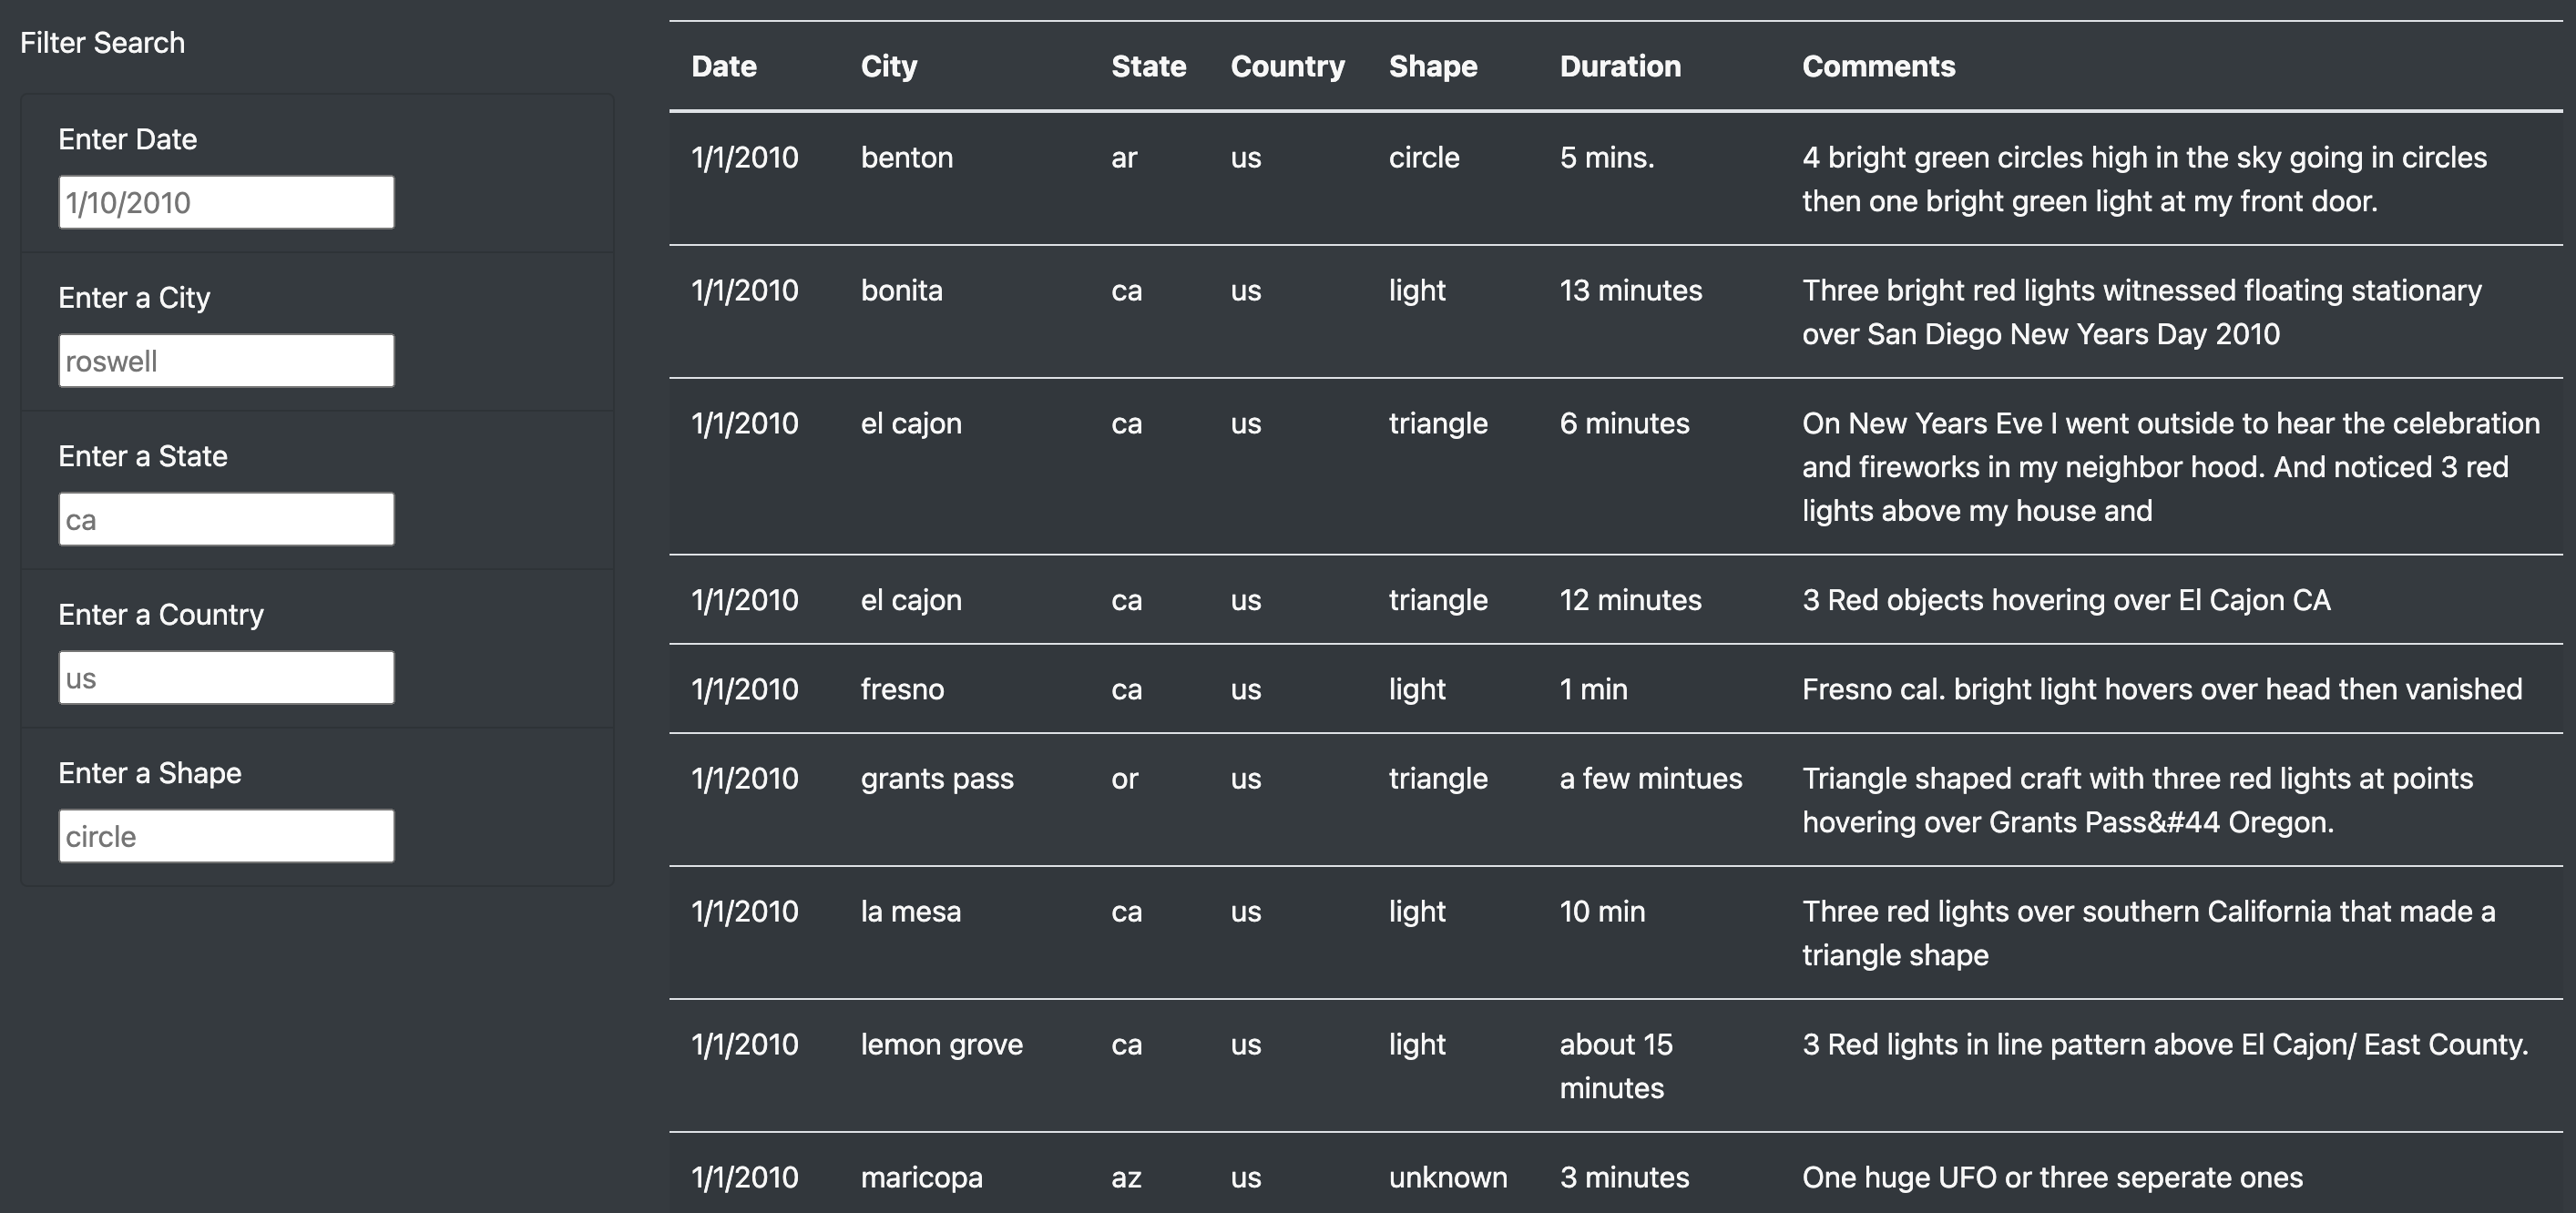 Filter Search
Enter Date
1/10/2010
Enter a City
roswell
Enter a State
ca
Enter a Country
us
Enter a Shape
circle
Date City State Country Shape Duration Comments
1/1/2010 benton ar us circle 5 mins. 4 bright green circles high in the sky going in circles
then one bright green light at my front door.
1/1/2010 bonita ca us light 13 minutes Three bright red lights witnessed floating stationary
over San Diego New Years Day 2010
1/1/2010 el cajon ca us triangle 6 minutes On New Years Eve I went outside to hear the celebration
and fireworks in my neighbor hood. And noticed 3 red
lights above my house and
1/1/2010 el cajon ca us triangle 12 minutes 3 Red objects hovering over El Cajon CA
1/1/2010 fresno ca us light 1 min Fresno cal. bright light hovers over head then vanished
1/1/2010 grants pass or us triangle a few mintues Triangle shaped craft with three red lights at points
hovering over Grants Pass&#44 Oregon.
1/1/2010 la mesa ca us light 10 min Three red lights over southern California that made a
triangle shape
1/1/2010 lemon grove ca us light about 15 3 Red lights in line pattern above El Cajon/ East County.
minutes
1/1/2010 maricopa az us unknown 3 minutes One huge UFO or three seperate ones